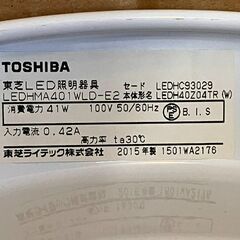 TOSHIBA
東芝LED照明器具 セード LEDHC93029
LEDHMA401WLD-E2 本体形名 LEDH40Z04TR(W)
消費電力 41W 100V 50/60Hz
B.I.S
入力電流 0.42A
高力率 ta30℃
東芝ライテック株式会社 2015年製 1501WA2176